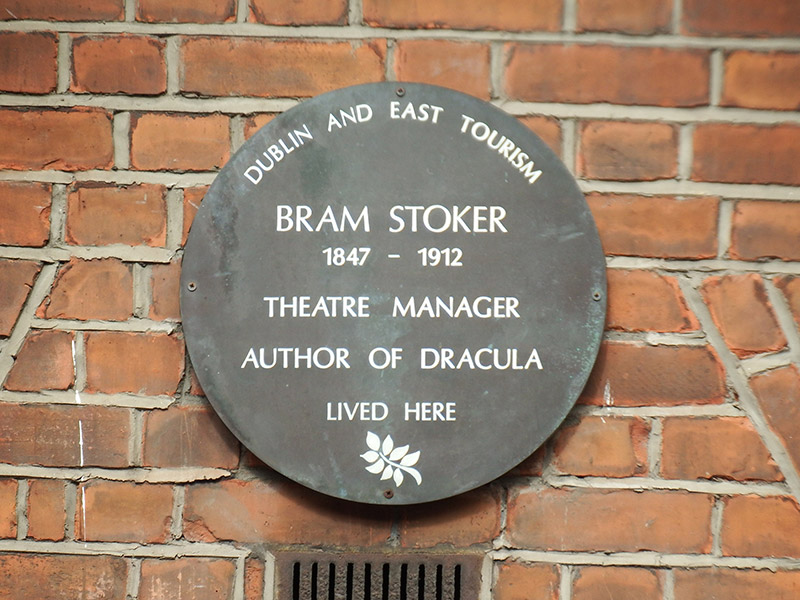 DUBLIN AND EAST TOURISM
BRAM STOKER
1847 - 1912
THEATRE MANAGER
AUTHOR OF DRACULA
LIVED HERE